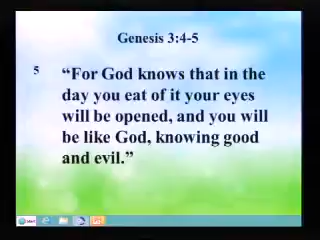 Genesis 3:4-5
5 “For God knows that in the
day you eat of it your eyes
will be opened, and you will
be like God, knowing good
and evil.”